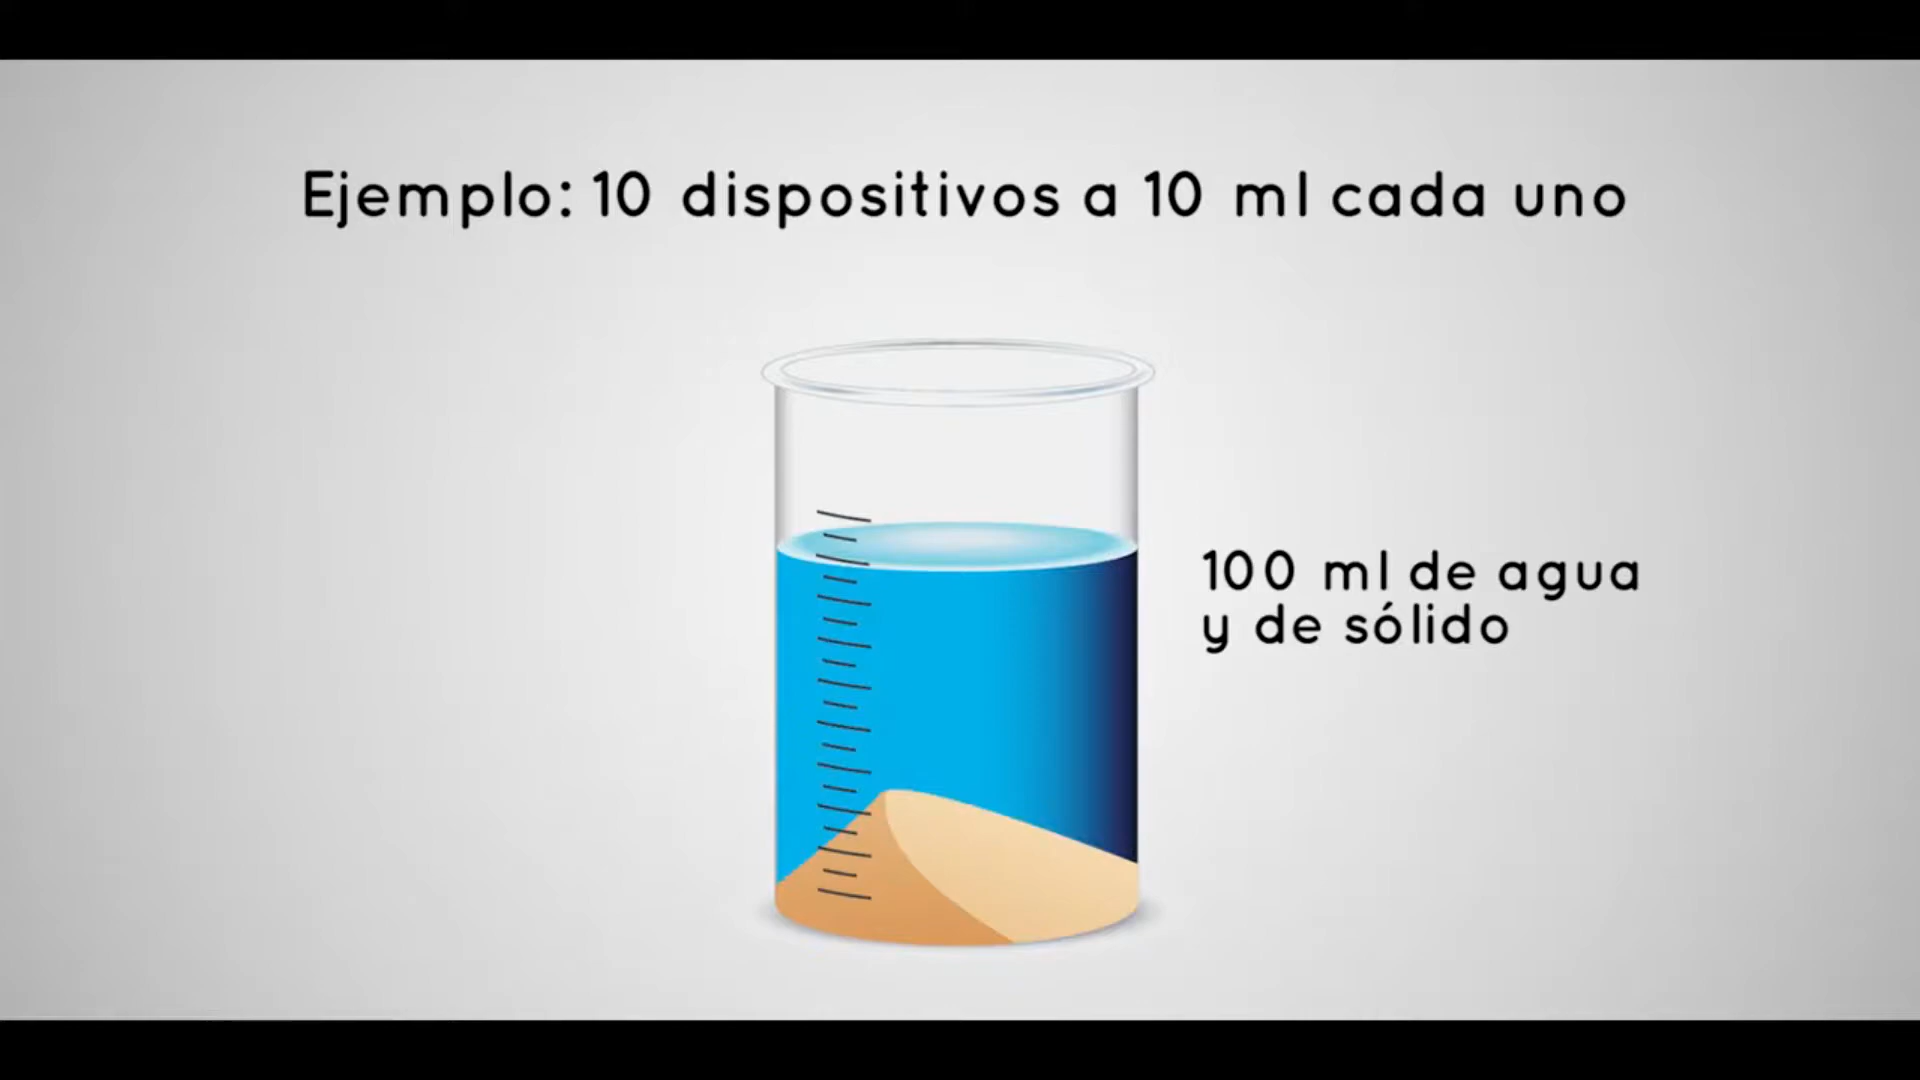 Ejemplo: 10 dispositivos a 10 ml cada uno
100 ml de agua
y de sólido